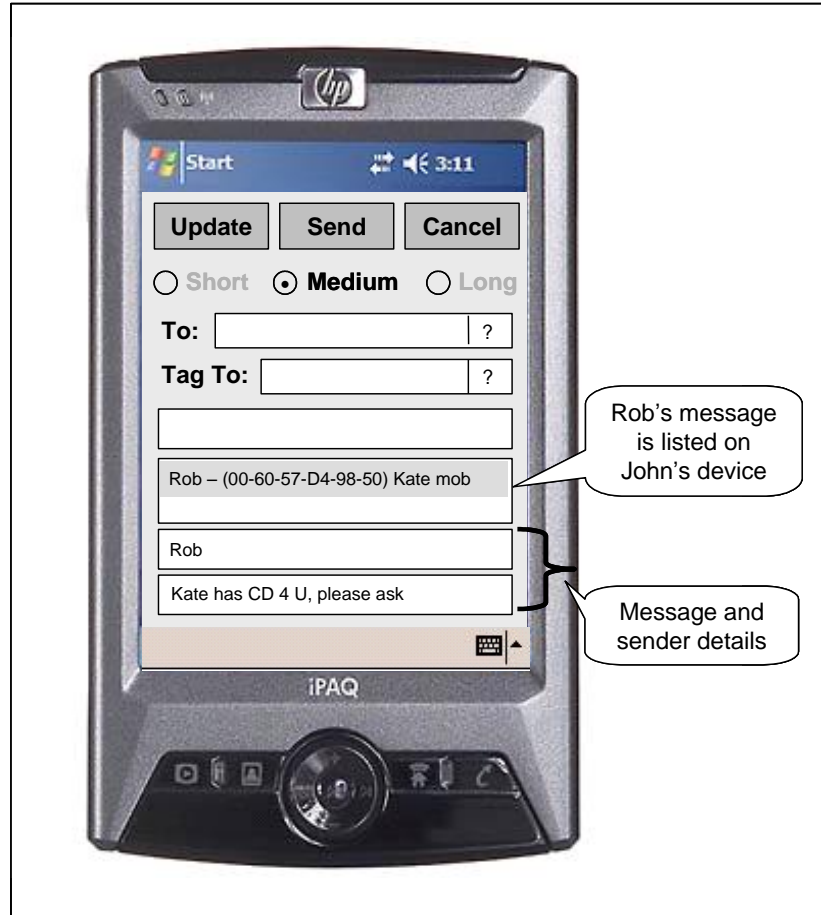 hp
Start 3:11
Update Send Cancel
Short Medium Long
To: ?
Tag To: ?
Rob – (00-60-57-D4-98-50) Kate mob
Rob
Kate has CD 4 U, please ask
iPAQ
Rob’s message
is listed on
John’s device
Message and
sender details